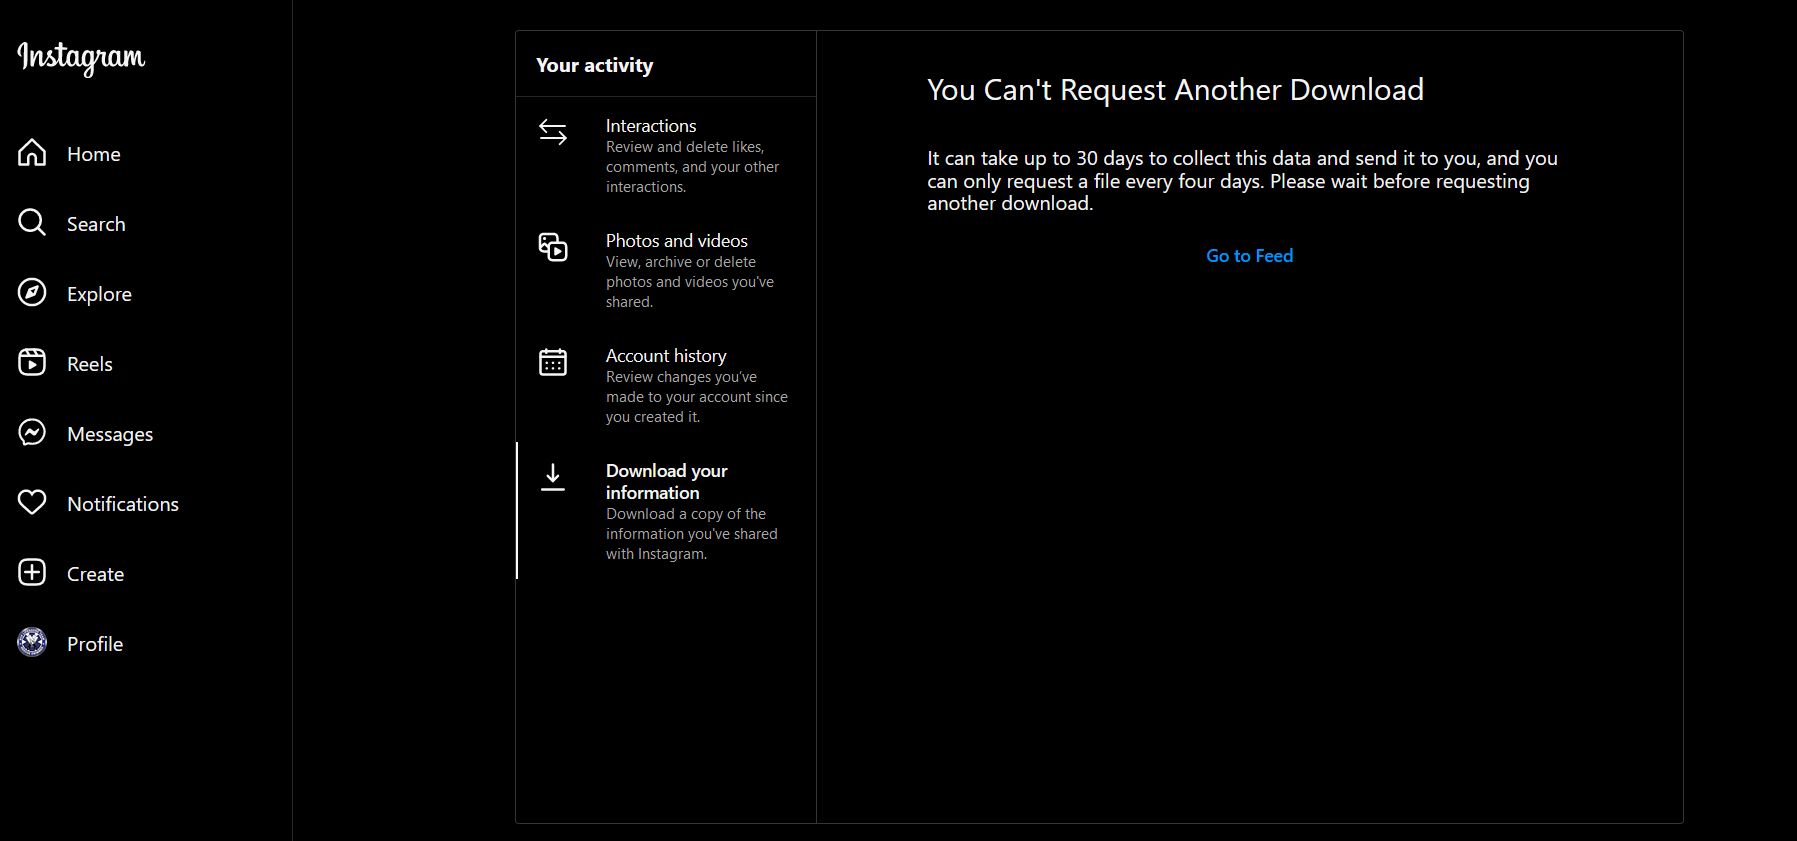 Instagram
Home
Search
Explore
Reels
Messages
Notifications
Create
Profile
Your activity
Interactions
Review and delete likes,
comments, and your other
interactions.
Photos and videos
View, archive or delete
photos and videos you've
shared.
Account history
Review changes you've
made to your account since
you created it.
Download your
information
Download a copy of the
information you've shared
with Instagram.
You Can't Request Another Download
It can take up to 30 days to collect this data and send it to you, and you
can only request a file every four days. Please wait before requesting
another download.
Go to Feed